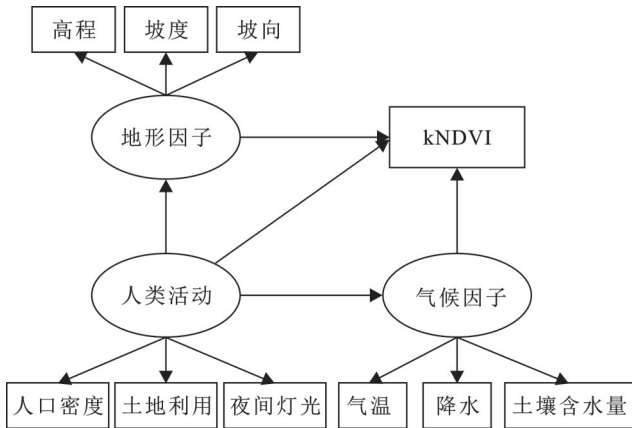 高程
坡度
坡向
地形因子
kNDVI
人类活动
气候因子
人口密度
土地利用
夜间灯光
气温
降水
土壤含水量